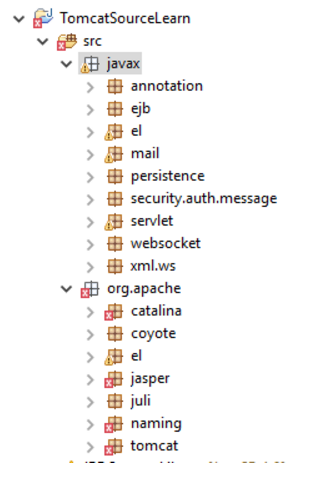 TomcatSourceLearn
src
javax
annotation
ejb
el
mail
persistence
security.auth.message
servlet
websocket
xml.ws
org.apache
catalina
coyote
el
jasper
juli
naming
tomcat